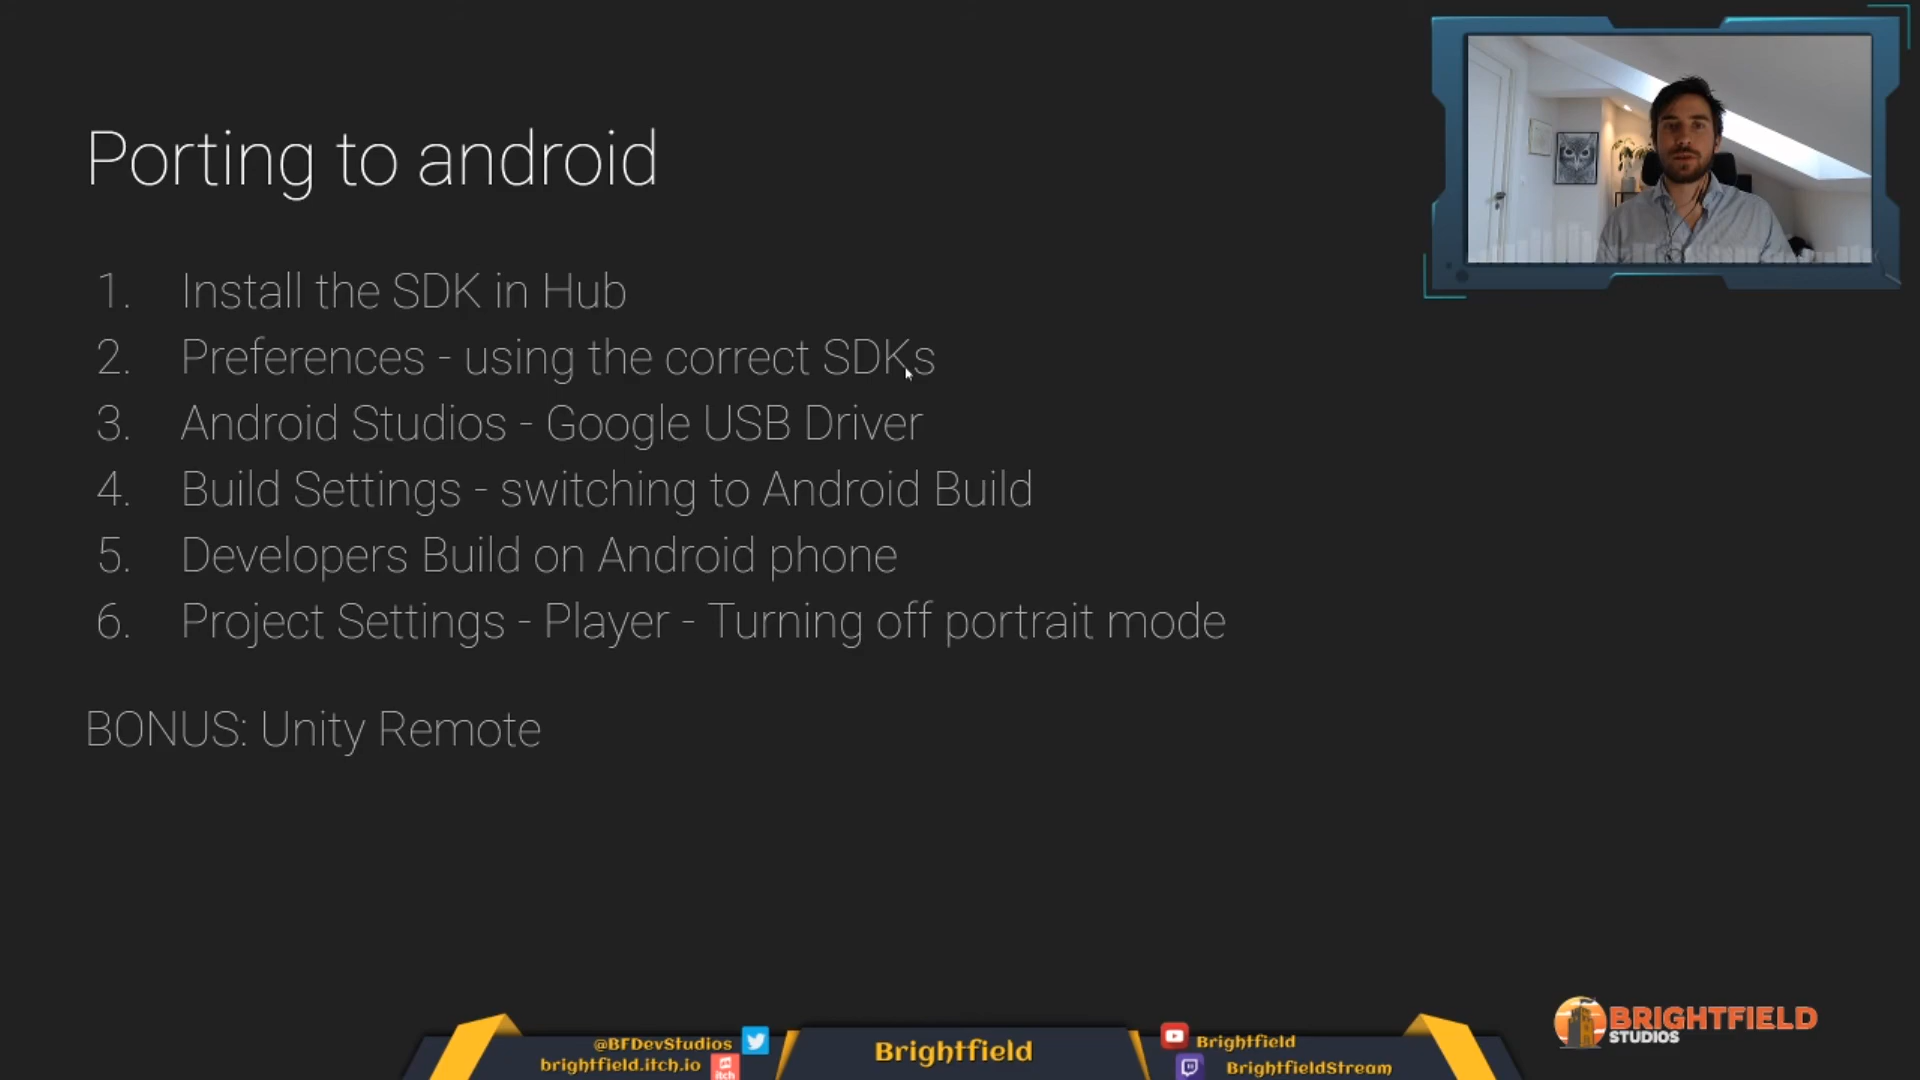 Porting to android
1. Install the SDK in Hub
2. Preferences - using the correct SDKs
3. Android Studios - Google USB Driver
4. Build Settings - switching to Android Build
5. Developers Build on Android phone
6. Project Settings - Player - Turning off portrait mode
BONUS: Unity Remote
@BFDevStudios
brightfield.itch.io
itch
Brightfield
Brightfield
BrightfieldStream
BRIGHTFIELD
STUDIOS